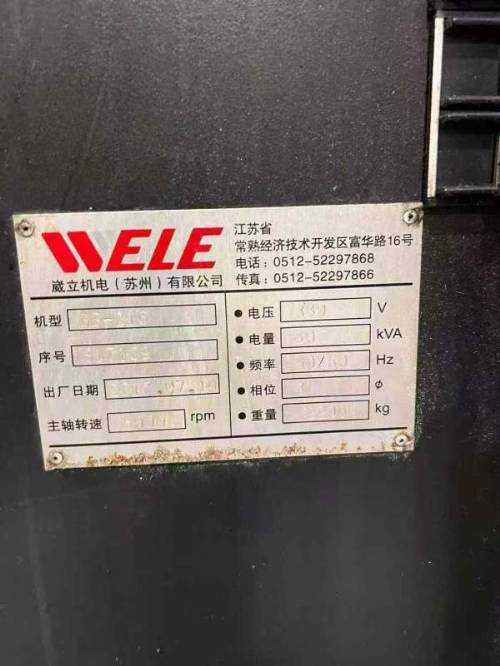 WELE
崴立机电（苏州）有限公司
江苏省
常熟经济技术开发区富华路16号
电话：0512-52297868
传真：0512-52297866
机型
序号
出厂日期
主轴转速 rpm
电压 V
电量 kVA
频率 50/60 Hz
相位 ø
重量 kg